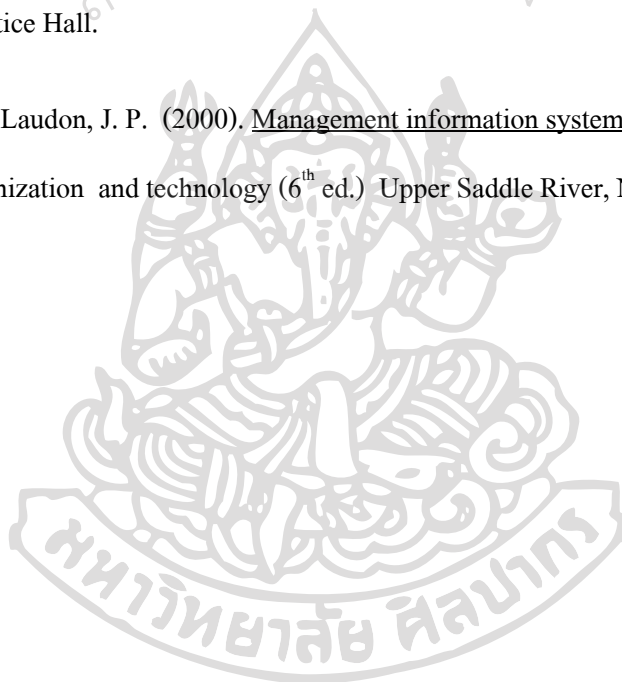 tice Hall.
Laudon, J. P. (2000). Management information system
nization and technology (6th ed.) Upper Saddle River, N
มหาวิทยาลัย ศิลปากร